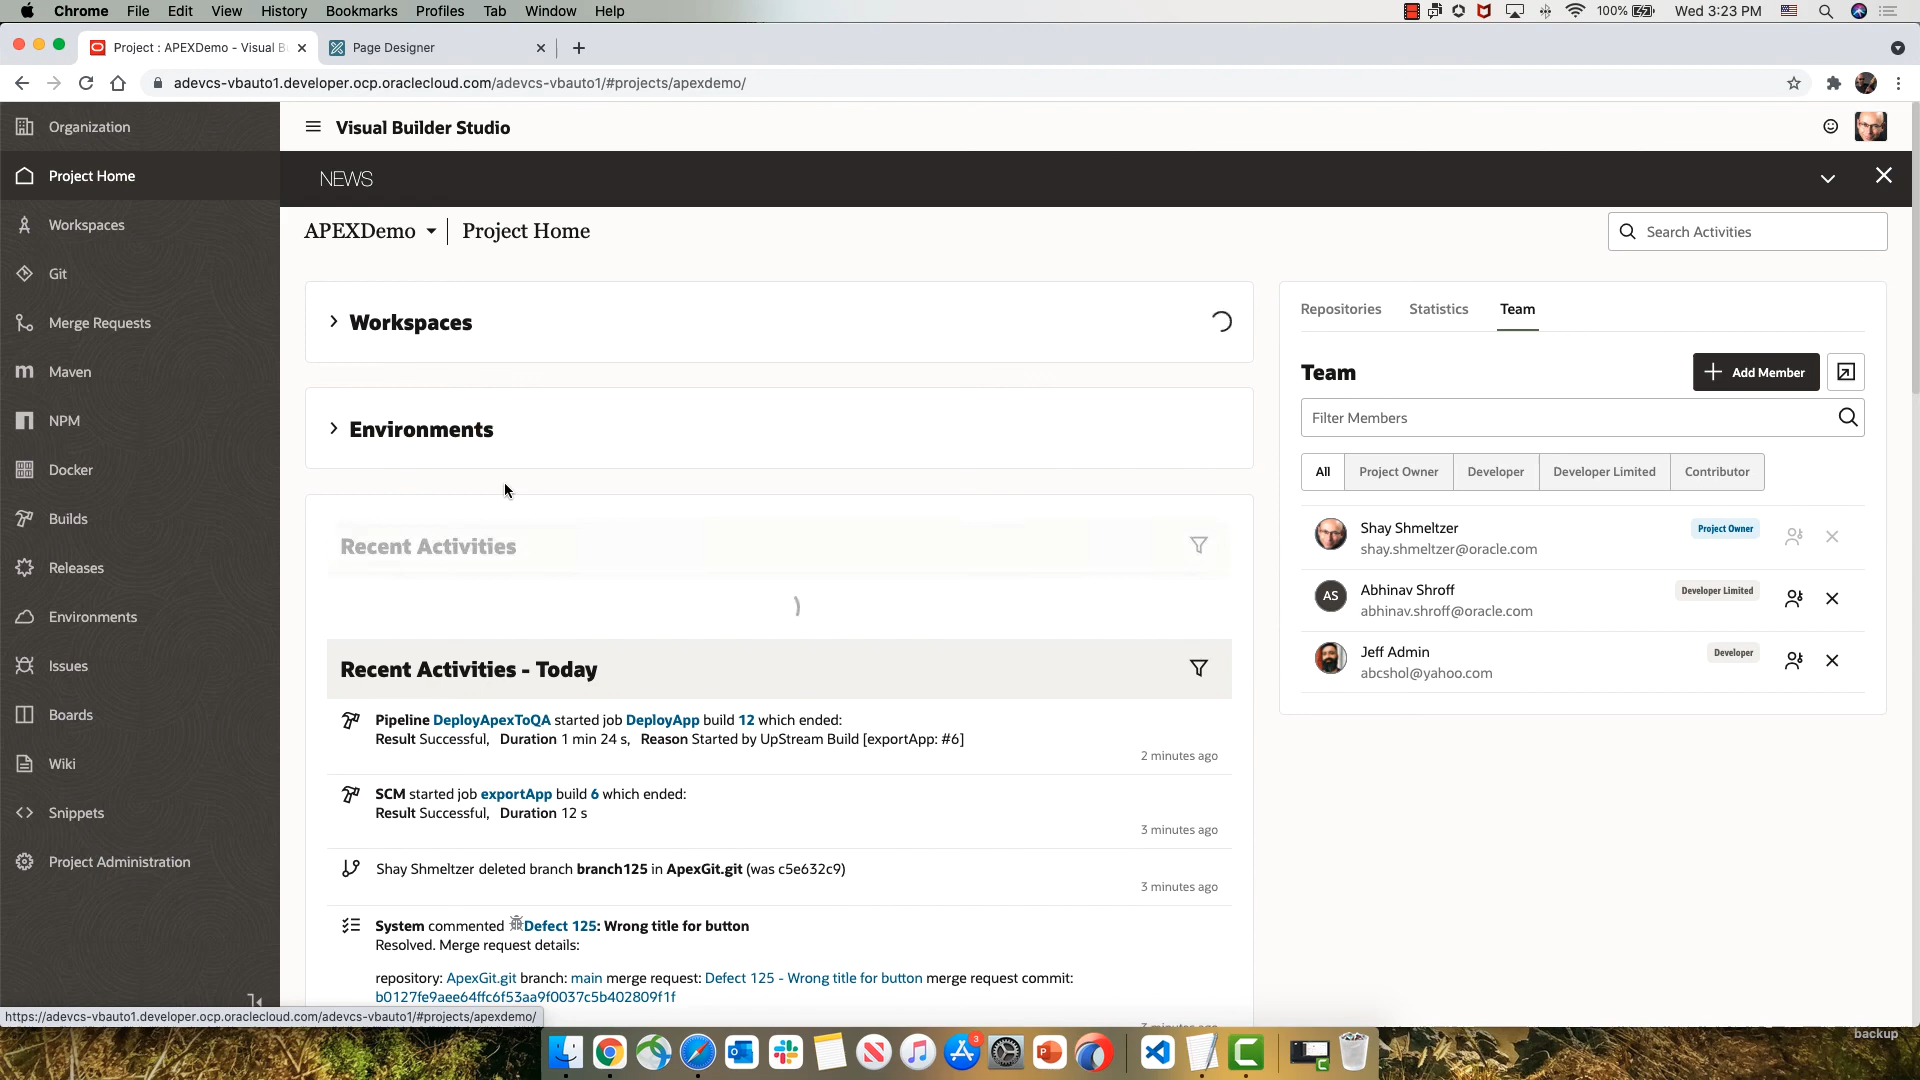 Chrome File Edit View History Bookmarks Profiles Tab Window Help 100% Wed 3:23 PM
Project : APEXDemo - Visual B Page Designer
adevcs-vbauto1.developer.ocp.oraclecloud.com/adevcs-vbauto1/#projects/apexdemo/
Organization
Project Home
Workspaces
Git
Merge Requests
Maven
NPM
Docker
Builds
Releases
Environments
Issues
Boards
Wiki
Snippets
Project Administration
Visual Builder Studio
NEWS
APEXDemo Project Home
Search Activities
Workspaces
Environments
Recent Activities
Recent Activities - Today
Pipeline DeployApexToQA started job DeployApp build 12 which ended:
Result Successful, Duration 1 min 24 s, Reason Started by UpStream Build [exportApp: #6]
2 minutes ago
SCM started job exportApp build 6 which ended:
Result Successful, Duration 12 s
3 minutes ago
Shay Shmeltzer deleted branch branch125 in ApexGit.git (was c5e632c9)
3 minutes ago
System commented Defect 125: Wrong title for button
Resolved. Merge request details:
repository: ApexGit.git branch: main merge request: Defect 125 - Wrong title for button merge request commit:
b0127fe9aee64ffc6f53aa9f0037c5b402809f1f
Repositories Statistics Team
Team
Add Member
Filter Members
All Project Owner Developer Developer Limited Contributor
Shay Shmeltzer Project Owner
shay.shmeltzer@oracle.com
AS Abhinav Shroff Developer Limited
abhinav.shroff@oracle.com
Jeff Admin Developer
abcshol@yahoo.com
https://adevcs-vbauto1.developer.ocp.oraclecloud.com/adevcs-vbauto1/#projects/apexdemo/
3
backup